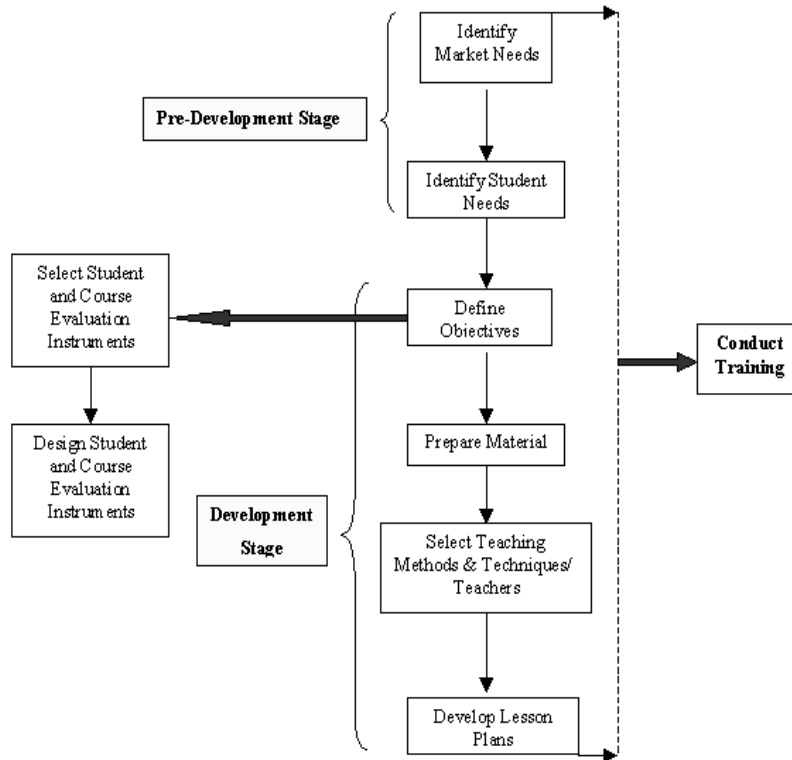 Identify
Market Needs
Pre-Development Stage
Identify Student
Needs
Select Student
and Course
Evaluation
Instruments
Define
Objectives
Conduct
Training
Design Student
and Course
Evaluation
Instruments
Prepare Material
Development
Stage
Select Teaching
Methods & Techniques/
Teachers
Develop Lesson
Plans